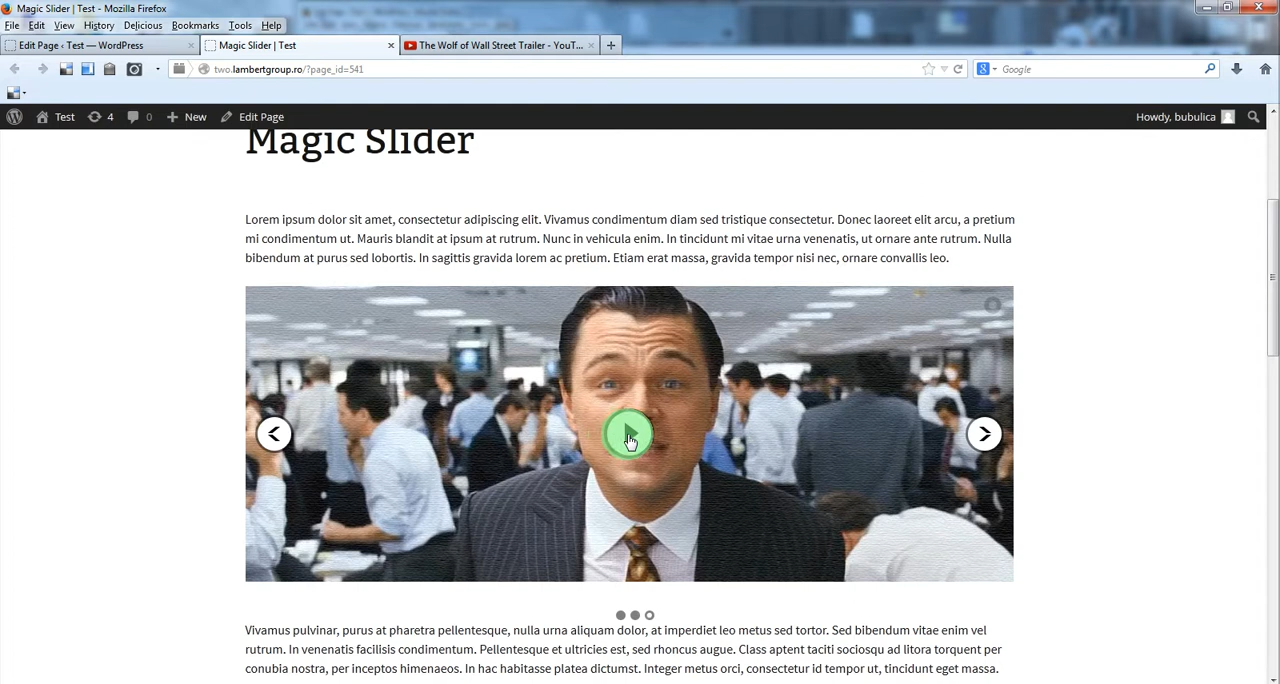 Magic Slider | Test - Mozilla Firefox
File Edit View History Delicious Bookmarks Tools Help
Edit Page ‹ Test — WordPress
Magic Slider | Test
The Wolf of Wall Street Trailer - YouT...
two.lambertgroup.ro/?page_id=541
Google
Test 4 0 New Edit Page Howdy, bubulica
Magic Slider
Lorem ipsum dolor sit amet, consectetur adipiscing elit. Vivamus condimentum diam sed tristique consectetur. Donec laoreet elit arcu, a pretium
mi condimentum ut. Mauris blandit at ipsum at rutrum. Nunc in vehicula enim. In tincidunt mi vitae urna venenatis, ut ornare ante rutrum. Nulla
bibendum at purus sed lobortis. In sagittis gravida lorem ac pretium. Etiam erat massa, gravida tempor nisi nec, ornare convallis leo.
Vivamus pulvinar, purus at pharetra pellentesque, nulla urna aliquam dolor, at imperdiet leo metus sed tortor. Sed bibendum vitae enim vel
rutrum. In venenatis facilisis condimentum. Pellentesque et ultricies est, sed rhoncus augue. Class aptent taciti sociosqu ad litora torquent per
conubia nostra, per inceptos himenaeos. In hac habitasse platea dictumst. Integer metus orci, consectetur id tempor ut, tincidunt eget massa.